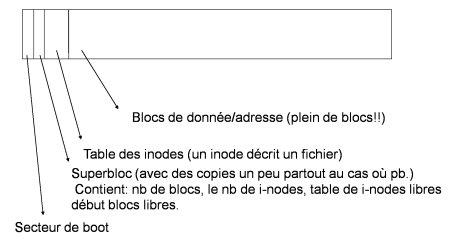 Blocs de donnée/adresse (plein de blocs!!)
Table des inodes (un inode décrit un fichier)
Superbloc (avec des copies un peu partout au cas où pb.)
Contient: nb de blocs, le nb de i-nodes, table de i-nodes libres
début blocs libres.
Secteur de boot